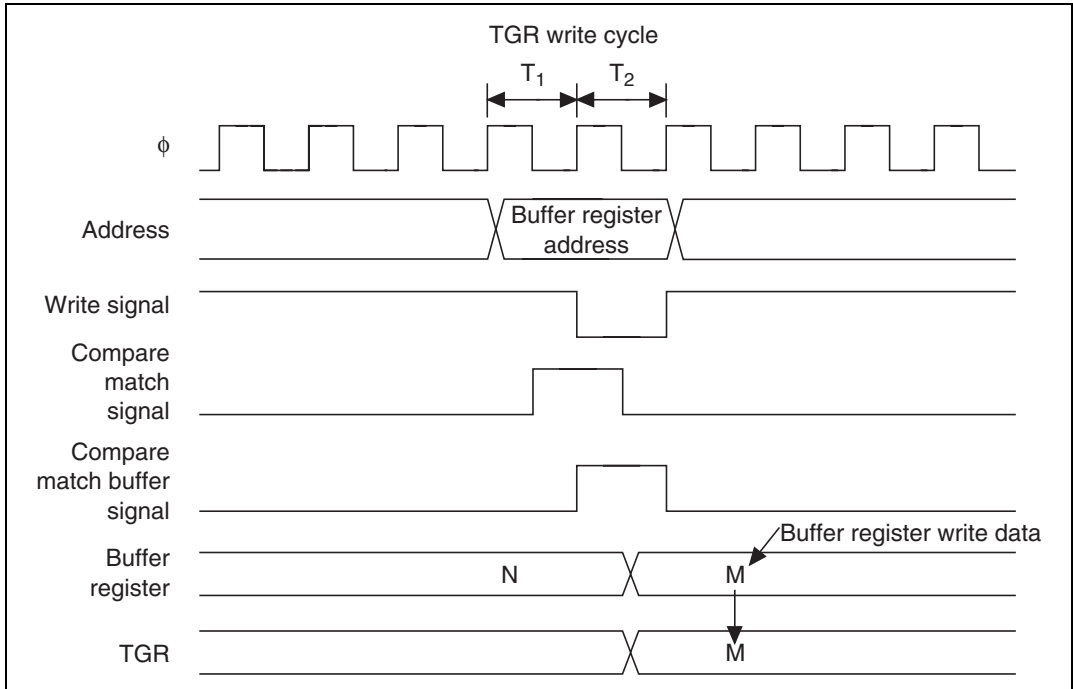 TGR write cycle
T1 T2
ϕ
Address
Buffer register
address
Write signal
Compare
match
signal
Compare
match buffer
signal
Buffer register write data
Buffer
register
N
M
TGR
M